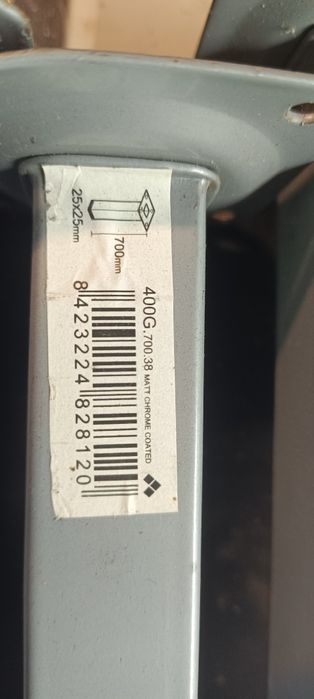 400G.700.38 MATT CHROME COATED
700mm
25x25mm
8 423224 828120